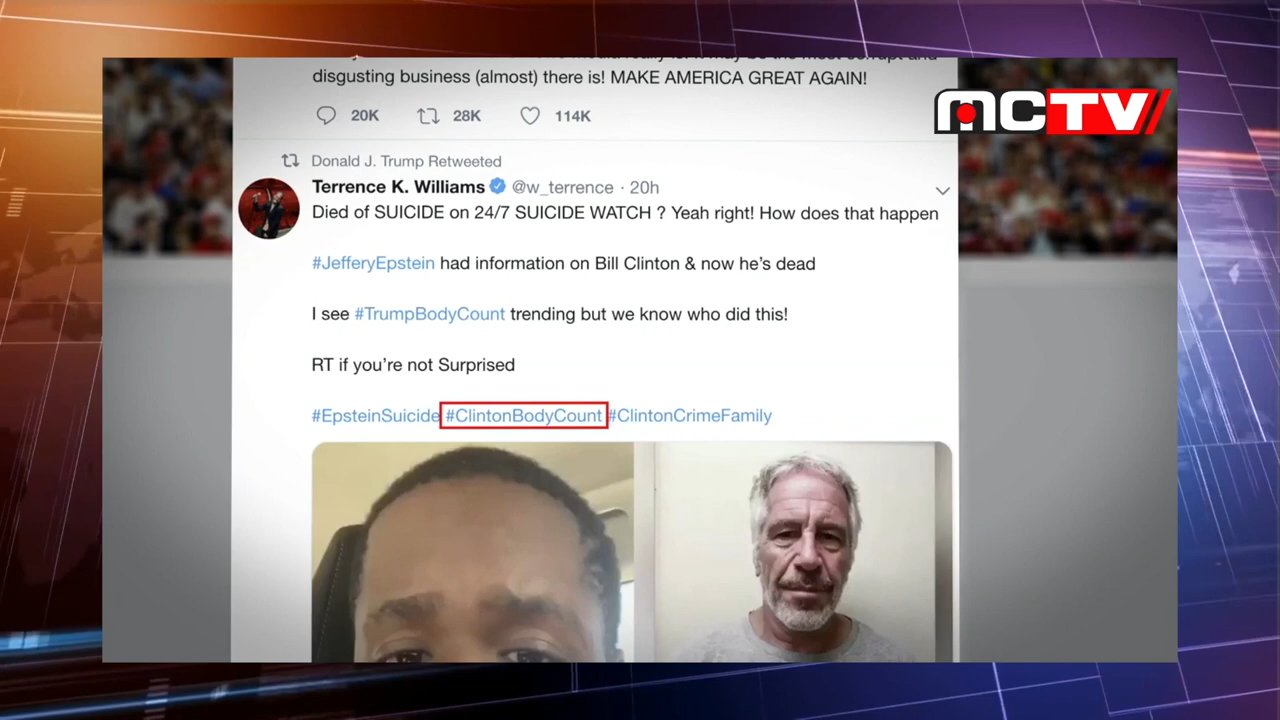 disgusting business (almost) there is! MAKE AMERICA GREAT AGAIN!
20K 28K 114K
MCTV
Donald J. Trump Retweeted
Terrence K. Williams @w_terrence · 20h
Died of SUICIDE on 24/7 SUICIDE WATCH ? Yeah right! How does that happen
#JefferyEpstein had information on Bill Clinton & now he's dead
I see #TrumpBodyCount trending but we know who did this!
RT if you're not Surprised
#EpsteinSuicide #ClintonBodyCount #ClintonCrimeFamily